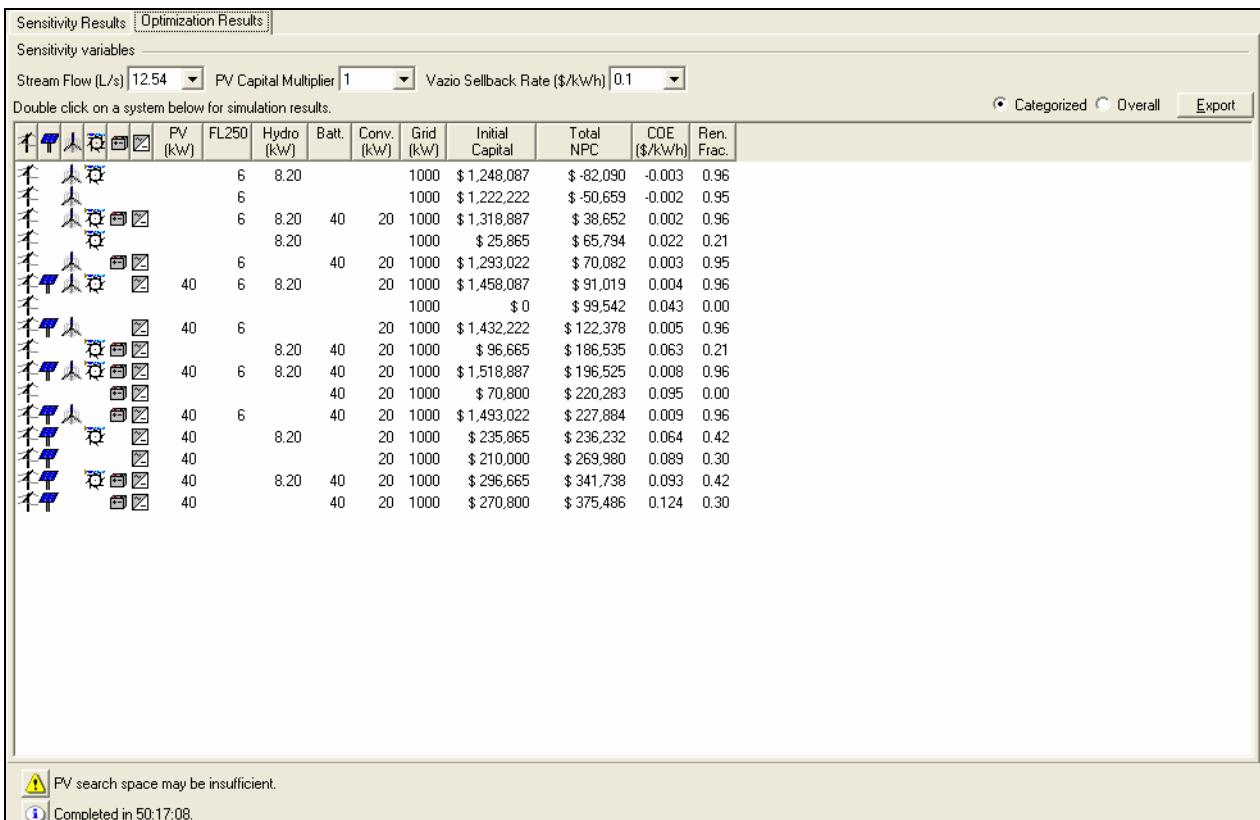 Sensitivity Results Optimization Results
Sensitivity variables
Stream Flow (L/s) 12.54 PV Capital Multiplier 1 Vazio Sellback Rate ($/kWh) 0.1
Double click on a system below for simulation results. Categorized Overall Export
PV (kW) FL250 Hydro (kW) Batt. Conv. (kW) Grid (kW) Initial Capital Total NPC COE ($/kWh) Ren. Frac.
6 8.20 1000 $ 1,248,087 $ -82,090 -0.003 0.96
6 1000 $ 1,222,222 $ -50,659 -0.002 0.95
6 8.20 40 20 1000 $ 1,318,887 $ 38,652 0.002 0.96
8.20 1000 $ 25,865 $ 65,794 0.022 0.21
6 40 20 1000 $ 1,293,022 $ 70,082 0.003 0.95
40 6 8.20 20 1000 $ 1,458,087 $ 91,019 0.004 0.96
1000 $ 0 $ 99,542 0.043 0.00
40 6 20 1000 $ 1,432,222 $ 122,378 0.005 0.96
8.20 40 20 1000 $ 96,665 $ 186,535 0.063 0.21
40 6 8.20 40 20 1000 $ 1,518,887 $ 196,525 0.008 0.96
40 20 1000 $ 70,800 $ 220,283 0.095 0.00
40 6 40 20 1000 $ 1,493,022 $ 227,884 0.009 0.96
40 8.20 20 1000 $ 235,865 $ 236,232 0.064 0.42
40 20 1000 $ 210,000 $ 269,980 0.089 0.30
40 8.20 40 20 1000 $ 296,665 $ 341,738 0.093 0.42
40 40 20 1000 $ 270,800 $ 375,486 0.124 0.30
PV search space may be insufficient.
Completed in 50:17:08.